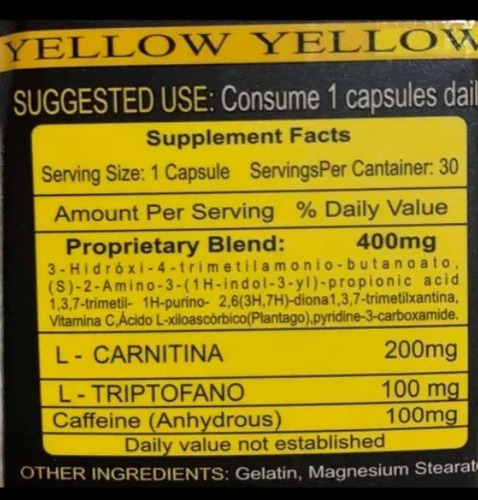 YELLOW YELLOW
SUGGESTED USE: Consume 1 capsules dail
Supplement Facts
Serving Size: 1 Capsule ServingsPer Cantainer: 30
Amount Per Serving % Daily Value
Proprietary Blend: 400mg
3-Hidróxi-4-trimetilamonio-butanoato,
(S)-2-Amino-3-(1H-indol-3-yl)-propionic acid
1,3,7-trimetil- 1H-purino- 2,6(3H,7H)-diona1,3,7-trimetilxantina,
Vitamina C,Ácido L-xiloascórbico(Plantago),pyridine-3-carboxamide.
L - CARNITINA 200mg
L - TRIPTOFANO 100 mg
Caffeine (Anhydrous) 100mg
Daily value not established
OTHER INGREDIENTS: Gelatin, Magnesium Stearat